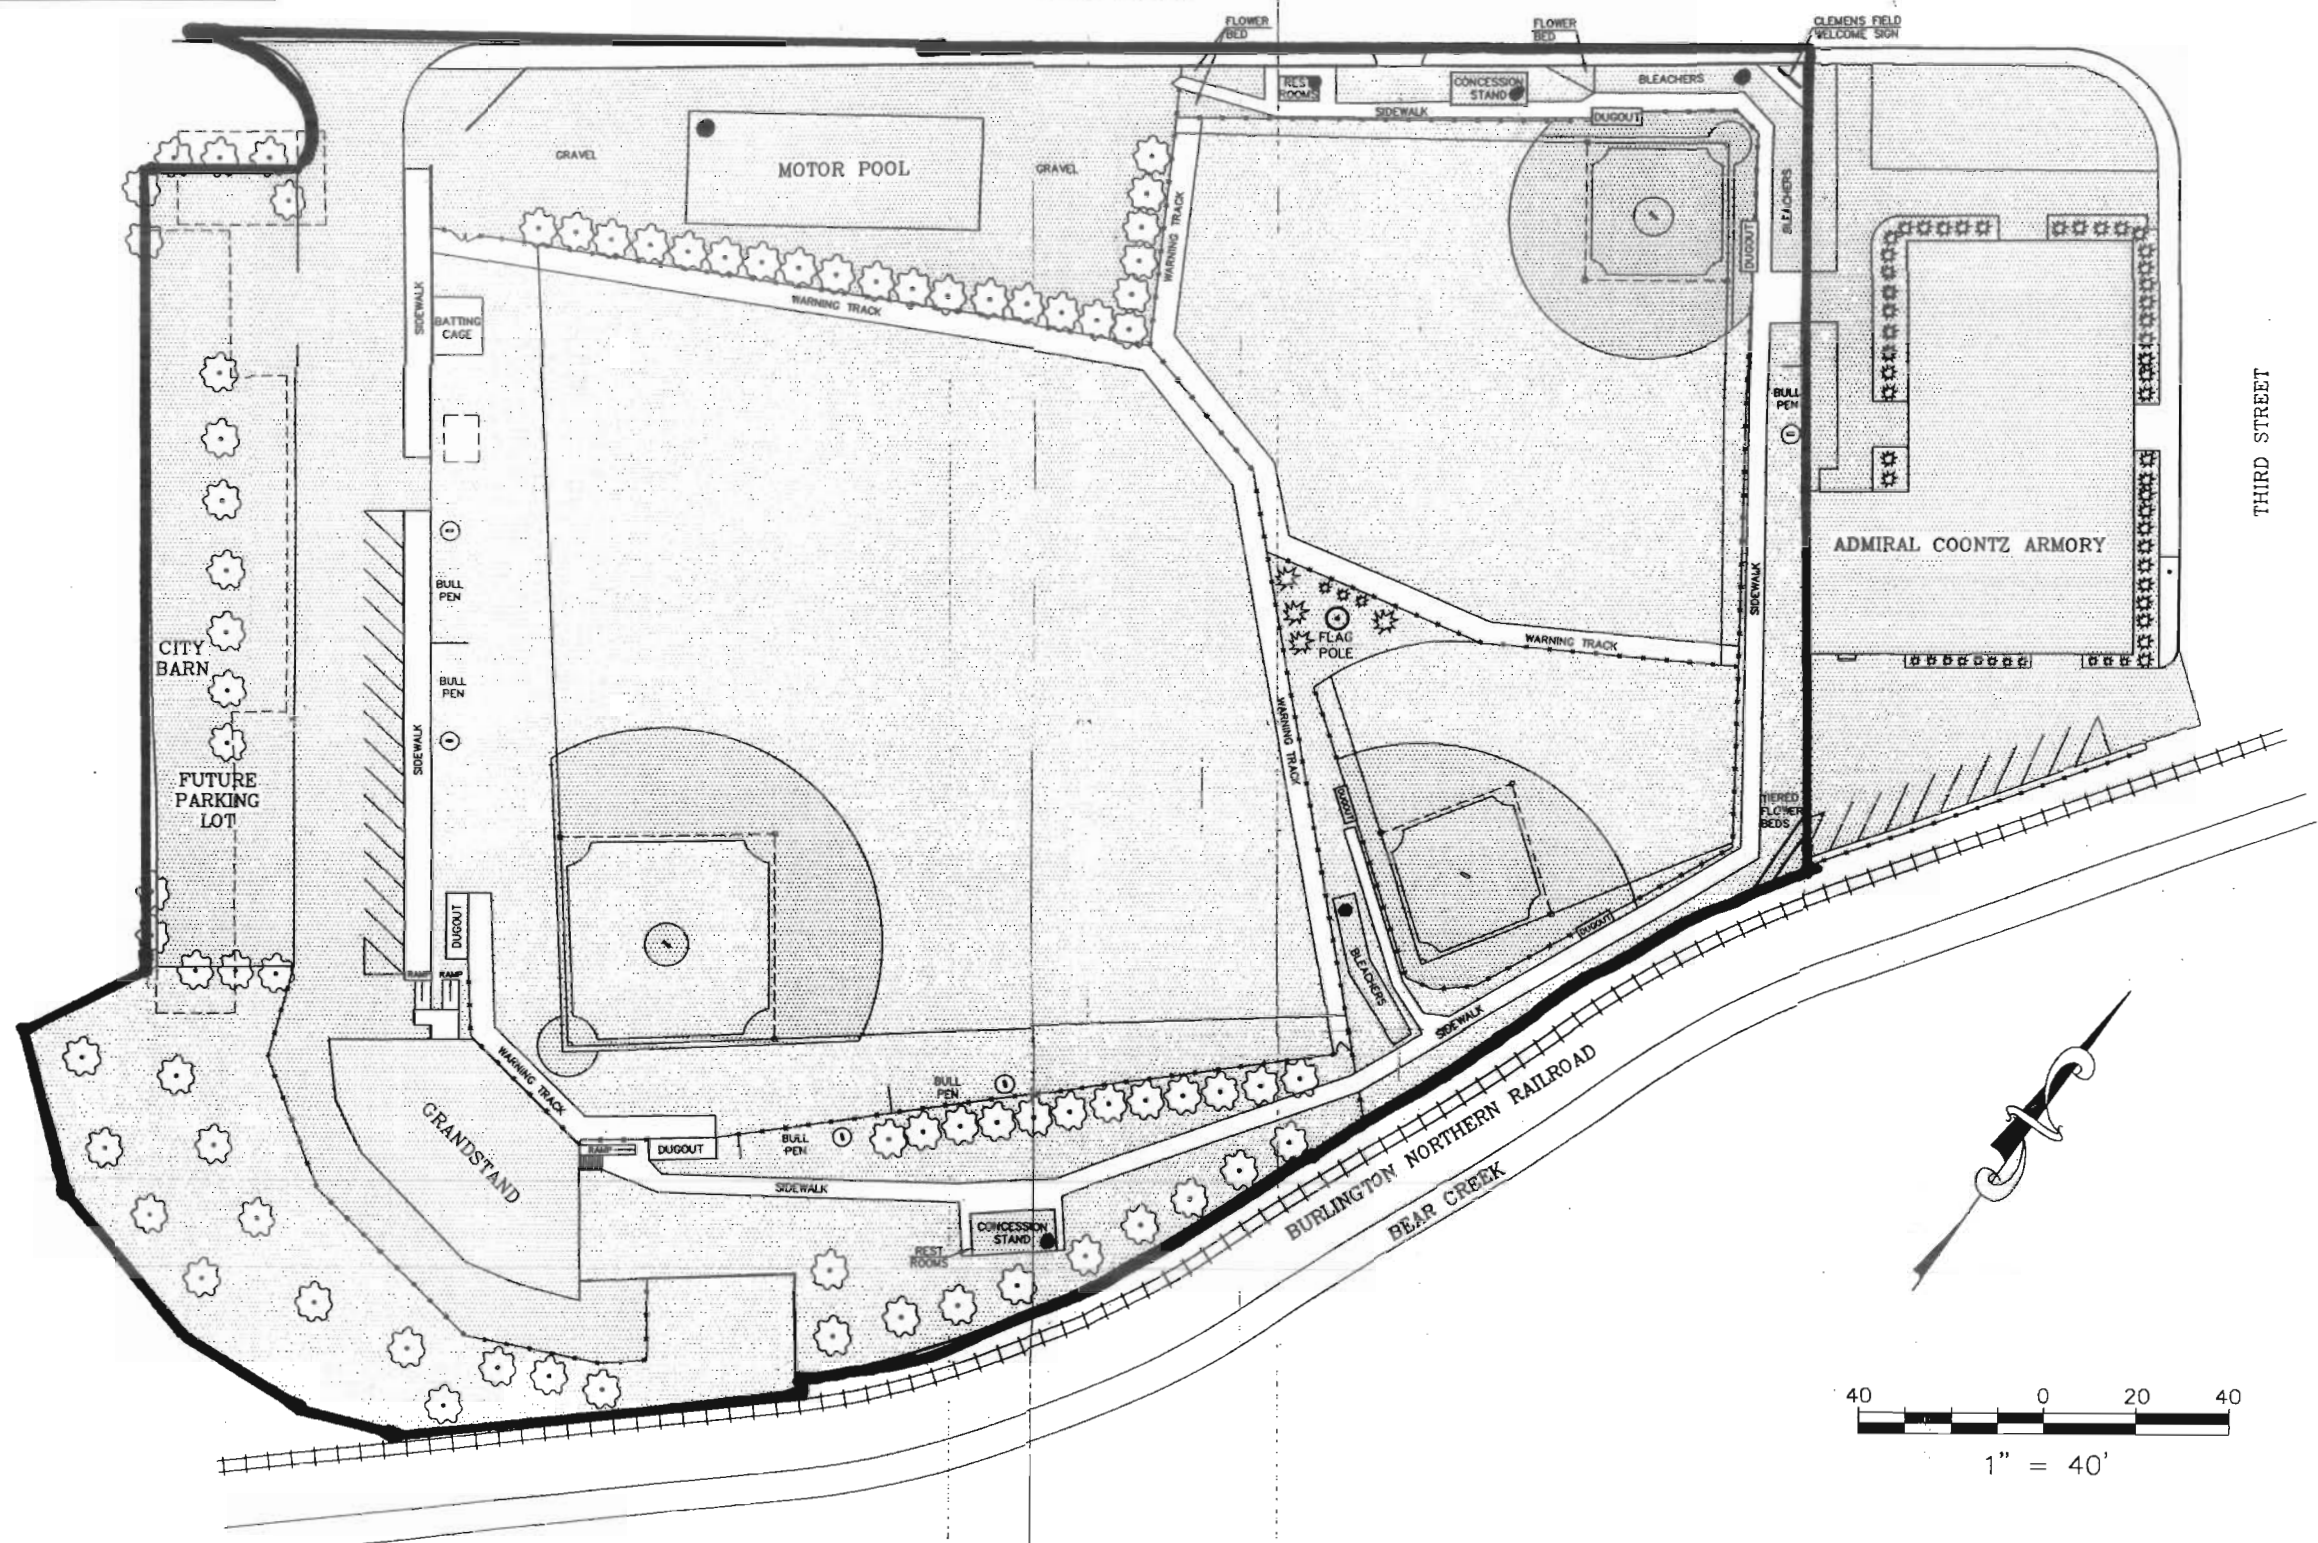 FLOWER
BED
FLOWER
BED
CLEMENS FIELD
WELCOME SIGN
REST
ROOMS
CONCESSION
STAND
BLEACHERS
SIDEWALK
DUGOUT
GRAVEL
MOTOR POOL
GRAVEL
WARNING TRACK
BLEACHERS
DUGOUT
SIDEWALK
BATTING
CAGE
WARNING TRACK
BULL
PEN
THIRD STREET
ADMIRAL COONTZ ARMORY
BULL
PEN
SIDEWALK
FLAG
POLE
WARNING TRACK
CITY
BARN
BULL
PEN
SIDEWALK
WARNING TRACK
FUTURE
PARKING
LOT
DUGOUT
TIERED
FLOWER
BEDS
DUGOUT
DUGOUT
BLEACHERS
RAMP
RAMP
SIDEWALK
WARNING TRACK
GRANDSTAND
BULL
PEN
BULL
PEN
RAMP
DUGOUT
SIDEWALK
CONCESSION
STAND
REST
ROOMS
BURLINGTON NORTHERN RAILROAD
BEAR CREEK
40 0 20 40
1" = 40'